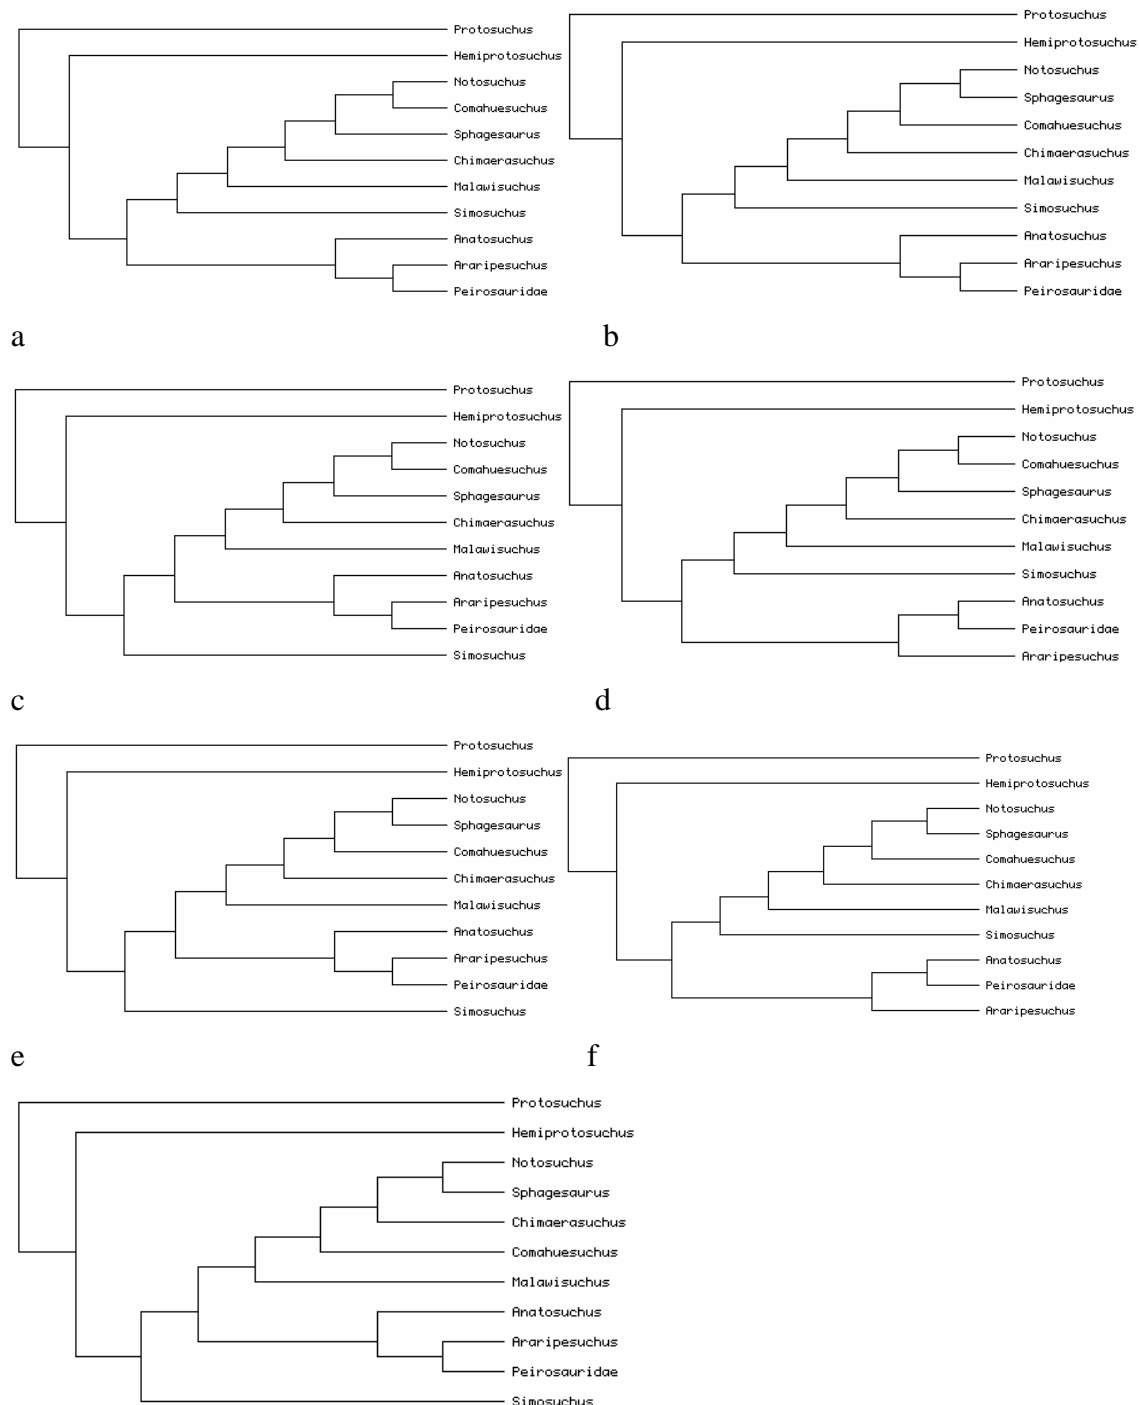 Protosuchus
Hemiprotosuchus
Notosuchus
Comahuesuchus
Sphagesaurus
Chimaerasuchus
Malawisuchus
Simosuchus
Anatosuchus
Araripesuchus
Peirosauridae
a
Protosuchus
Hemiprotosuchus
Notosuchus
Sphagesaurus
Comahuesuchus
Chimaerasuchus
Malawisuchus
Simosuchus
Anatosuchus
Araripesuchus
Peirosauridae
b
Protosuchus
Hemiprotosuchus
Notosuchus
Comahuesuchus
Sphagesaurus
Chimaerasuchus
Malawisuchus
Anatosuchus
Araripesuchus
Peirosauridae
Simosuchus
c
Protosuchus
Hemiprotosuchus
Notosuchus
Comahuesuchus
Sphagesaurus
Chimaerasuchus
Malawisuchus
Simosuchus
Anatosuchus
Peirosauridae
Araripesuchus
d
Protosuchus
Hemiprotosuchus
Notosuchus
Sphagesaurus
Comahuesuchus
Chimaerasuchus
Malawisuchus
Anatosuchus
Araripesuchus
Peirosauridae
Simosuchus
e
Protosuchus
Hemiprotosuchus
Notosuchus
Sphagesaurus
Comahuesuchus
Chimaerasuchus
Malawisuchus
Simosuchus
Anatosuchus
Peirosauridae
Araripesuchus
f
Protosuchus
Hemiprotosuchus
Notosuchus
Sphagesaurus
Chimaerasuchus
Comahuesuchus
Malawisuchus
Anatosuchus
Araripesuchus
Peirosauridae
Simosuchus